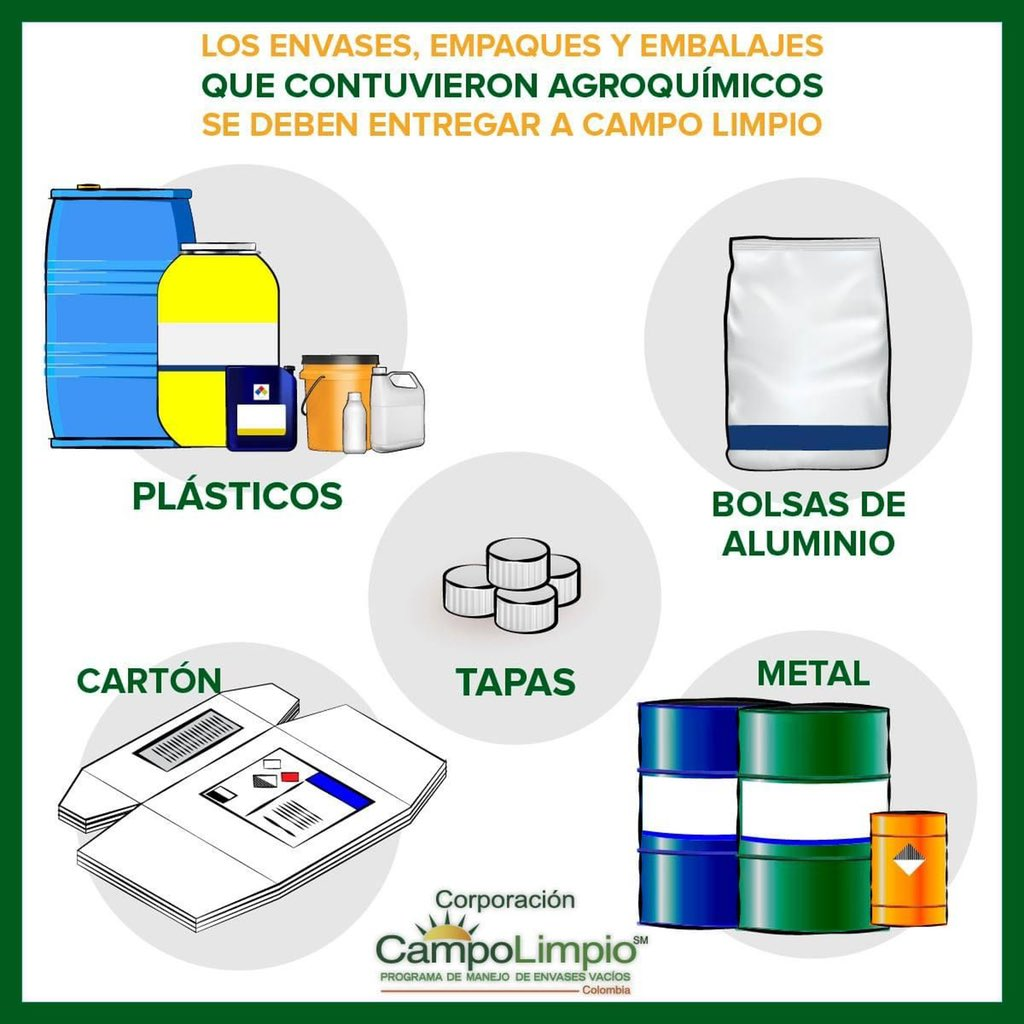 LOS ENVASES, EMPAQUES Y EMBALAJES
QUE CONTUVIERON AGROQUÍMICOS
SE DEBEN ENTREGAR A CAMPO LIMPIO
PLÁSTICOS
BOLSAS DE
ALUMINIO
TAPAS
CARTÓN
METAL
Corporación
CampoLimpio SM
PROGRAMA DE MANEJO DE ENVASES VACÍOS
Colombia